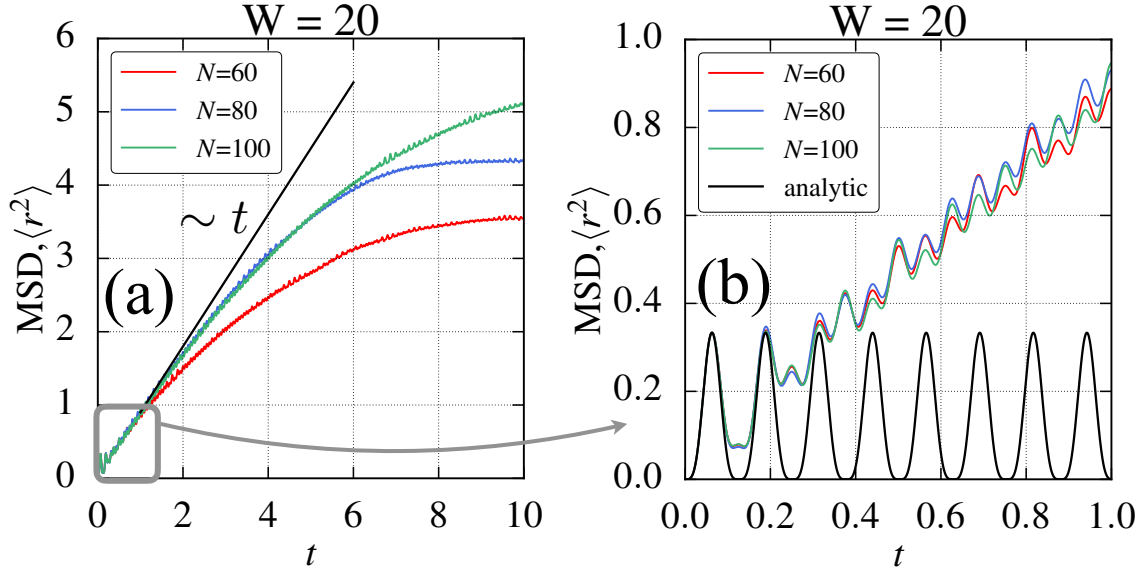 W = 20
MSD, ⟨r²⟩
6
5
4
3
2
1
0
N=60
N=80
N=100
~ t
(a)
0 2 4 6 8 10
t
W = 20
MSD, ⟨r²⟩
1.0
0.8
0.6
0.4
0.2
0.0
N=60
N=80
N=100
analytic
(b)
0.0 0.2 0.4 0.6 0.8 1.0
t